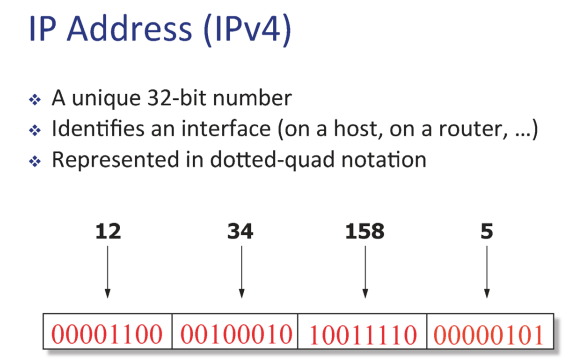 IP Address (IPv4)
❖ A unique 32-bit number
❖ Identifies an interface (on a host, on a router, ...)
❖ Represented in dotted-quad notation
12 34 158 5
00001100 00100010 10011110 00000101